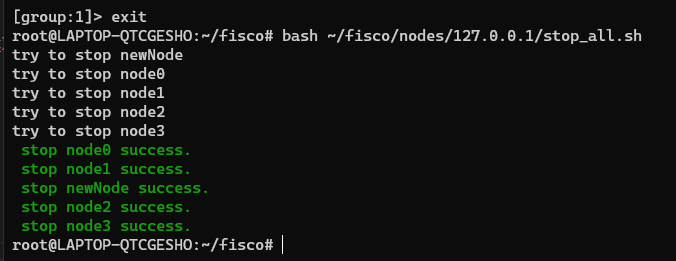 [group:1]> exit
root@LAPTOP-QTCGESHO:~/fisco# bash ~/fisco/nodes/127.0.0.1/stop_all.sh
try to stop newNode
try to stop node0
try to stop node1
try to stop node2
try to stop node3
 stop node0 success.
 stop node1 success.
 stop newNode success.
 stop node2 success.
 stop node3 success.
root@LAPTOP-QTCGESHO:~/fisco#